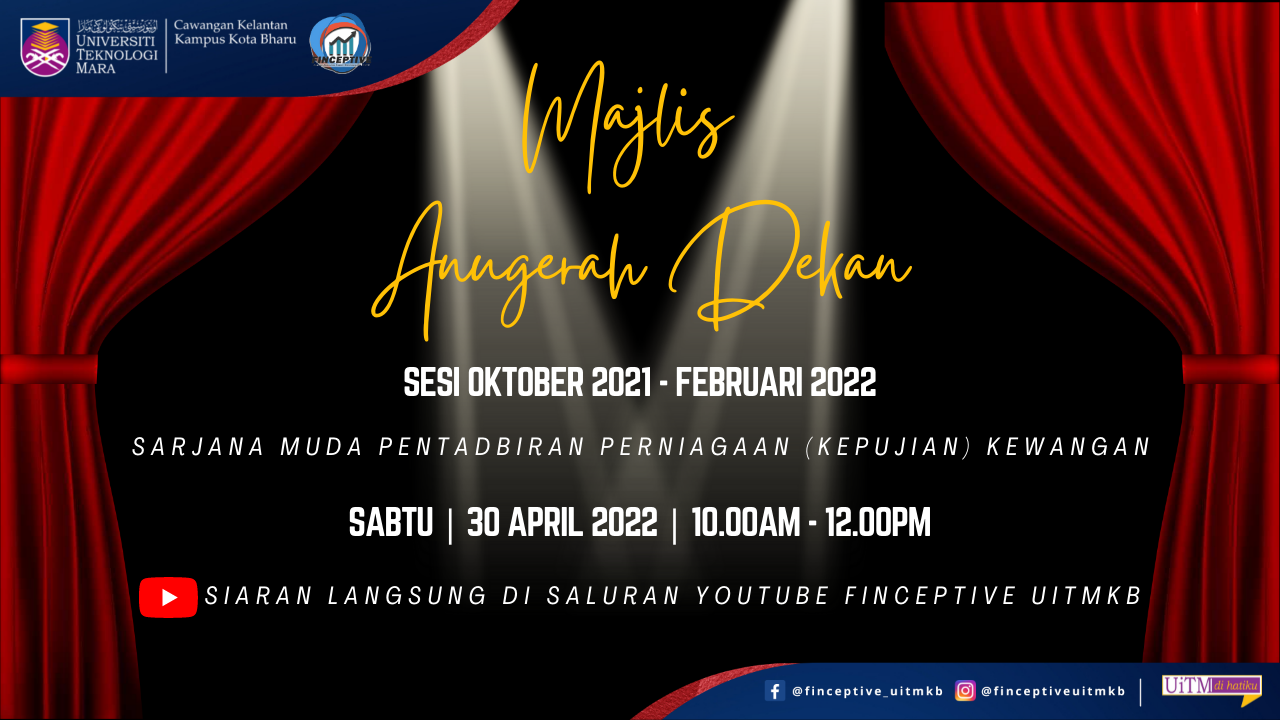 UNIVERSITI
TEKNOLOGI
MARA
Cawangan Kelantan
Kampus Kota Bharu
FINCEPTIVE
Majlis
Anugerah Dekan
SESI OKTOBER 2021 - FEBRUARI 2022
SARJANA MUDA PENTADBIRAN PERNIAGAAN (KEPUJIAN) KEWANGAN
SABTU | 30 APRIL 2022 | 10.00AM - 12.00PM
SIARAN LANGSUNG DI SALURAN YOUTUBE FINCEPTIVE UITMKB
@finceptive_uitmkb @finceptiveuitmkb UiTM di hatiku